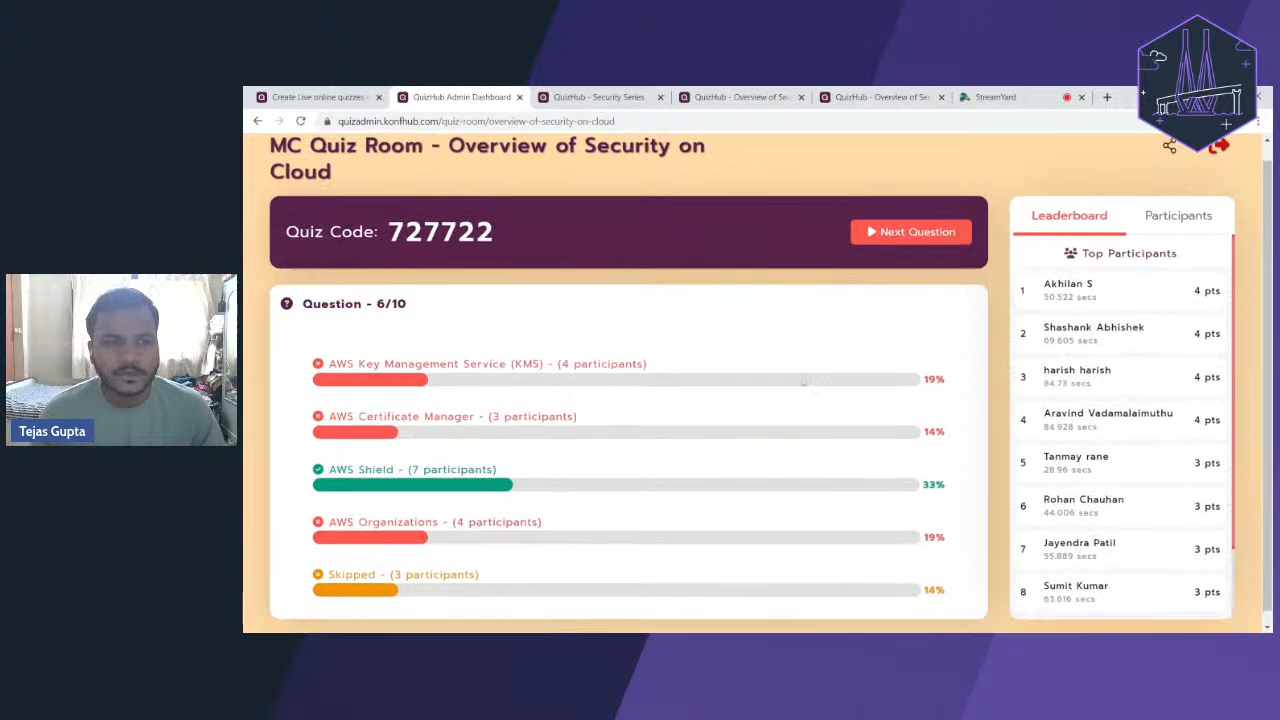 Create Live online quizzes
QuizHub Admin Dashboard
QuizHub - Security Series
QuizHub - Overview of Sec
QuizHub - Overview of Sec
StreamYard
quizadmin.konfhub.com/quiz-room/overview-of-security-on-cloud
MC Quiz Room - Overview of Security on
Cloud
Quiz Code: 727722
Next Question
Question - 6/10
AWS Key Management Service (KMS) - (4 participants)
19%
AWS Certificate Manager - (3 participants)
14%
AWS Shield - (7 participants)
33%
AWS Organizations - (4 participants)
19%
Skipped - (3 participants)
14%
Leaderboard
Participants
Top Participants
1 Akhilan S 4 pts
50.522 secs
2 Shashank Abhishek 4 pts
69.605 secs
3 harish harish 4 pts
84.73 secs
4 Aravind Vadamalaimuthu 4 pts
84.928 secs
5 Tanmay rane 3 pts
28.96 secs
6 Rohan Chauhan 3 pts
44.006 secs
7 Jayendra Patil 3 pts
55.889 secs
8 Sumit Kumar 3 pts
63.616 secs
Tejas Gupta